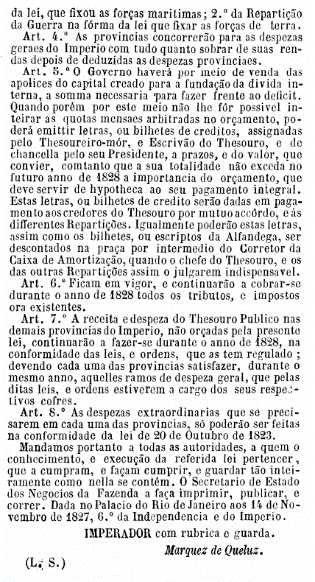 da lei, que fixou as forças maritimas; 2.º da Repartição
da Guerra na fórma da lei que fixar as forças de terra.
Art. 4.º As provincias concorrerão para as despezas
geraes do Imperio com tudo quanto sobrar de suas ren-
das depois de deduzidas as despezas provinciaes.
Art. 5.º O Governo haverá por meio de venda das
apolices do capital creado para a fundação da divida in-
terna, a somma necessaria para fazer frente ao deficit.
Quando porém por este meio não lhe fôr possivel in-
teirar as quotas mensaes arbitradas no orçamento, po-
derá emittir letras, ou bilhetes de creditos, assignadas
pelo Thesoureiro-mór, e Escrivão do Thesouro, e de
chancella pelo seu Presidente, a prazos, e do valor, que
convier, comtanto que a sua totalidade não exceda no
futuro anno de 1828 a importancia do orçamento, que
deve servir de hypotheca ao seu pagamento integral.
Estas letras, ou bilhetes de credito serão dadas em pa-
gamento aos credores do Thesouro por mutuo accôrdo, e ás
differentes Repartições. Igualmente poderão estas letras,
assim como os bilhetes, ou escriptos da Alfandega, ser
descontados na praça por intermedio do Corretor da
Caixa de Amortização, quando o chefe do Thesouro, e os
das outras Repartições assim o julgarem indispensavel.
Art. 6.º Ficam em vigor, e continuarão a cobrar-se
durante o anno de 1828 todos os tributos, e impostos
ora existentes.
Art. 7.º A receita e despeza do Thesouro Publico nas
demais provincias do Imperio, não orçadas pela presente
lei, continuarão a fazer-se durante o anno de 1828, na
conformidade das leis, e ordens, que as tem regulado ;
devendo cada uma das provincias satisfazer, durante o
mesmo anno, aquelles ramos de despeza geral, que pelas
ditas leis, e ordens estiverem a cargo dos seus respec-
tivos cofres.
Art. 8.º As despezas extraordinarias que se preci-
sarem em cada uma das provincias, só poderão ser feitas
na conformidade da lei de 20 de Outubro de 1823.
Mandamos portanto a todas as autoridades, a quem o
conhecimento, e execução da referida lei pertencer,
que a cumpram, e façam cumprir, e guardar tão intei-
ramente como nella se contém. O Secretario de Estado
dos Negocios da Fazenda a faça imprimir, publicar, e
correr. Dada no Palacio do Rio de Janeiro aos 14 de No-
vembro de 1827, 6.º da Independencia e do Imperio.
IMPERADOR com rubrica e guarda.
Marquez de Queluz.
(L. S.)